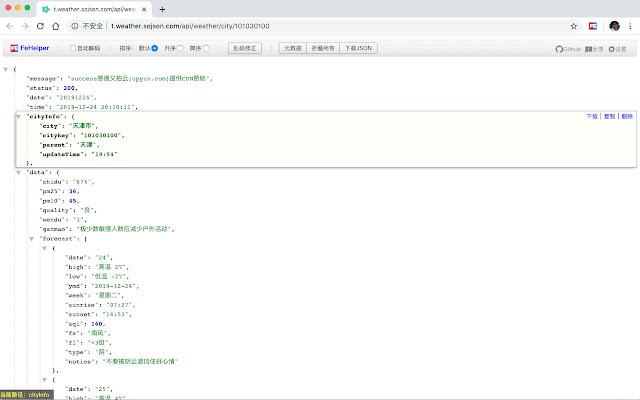 t.weather.sojson.com/api/wea
不安全 | t.weather.sojson.com/api/weather/city/101030100
FeHelper 自动解码 排序: 默认 升序 降序 乱码修正 元数据 折叠所有 下载JSON Github 反馈 设置
{
"message": "success感谢又拍云(upyun.com)提供CDN赞助",
"status": 200,
"date": "20191224",
"time": "2019-12-24 20:10:11",
"cityInfo": { 下载 | 复制 | 删除
"city": "天津市",
"citykey": "101030100",
"parent": "天津",
"updateTime": "19:54"
},
"data": {
"shidu": "67%",
"pm25": 36,
"pm10": 65,
"quality": "良",
"wendu": "1",
"ganmao": "极少数敏感人群应减少户外活动",
"forecast": [
{
"date": "24",
"high": "高温 2℃",
"low": "低温 -2℃",
"ymd": "2019-12-24",
"week": "星期二",
"sunrise": "07:27",
"sunset": "16:53",
"aqi": 160,
"fx": "南风",
"fl": "<3级",
"type": "阴",
"notice": "不要被阴云遮挡住好心情"
},
{
"date": "25",
"high": "高温 4℃",
当前路径: cityInfo